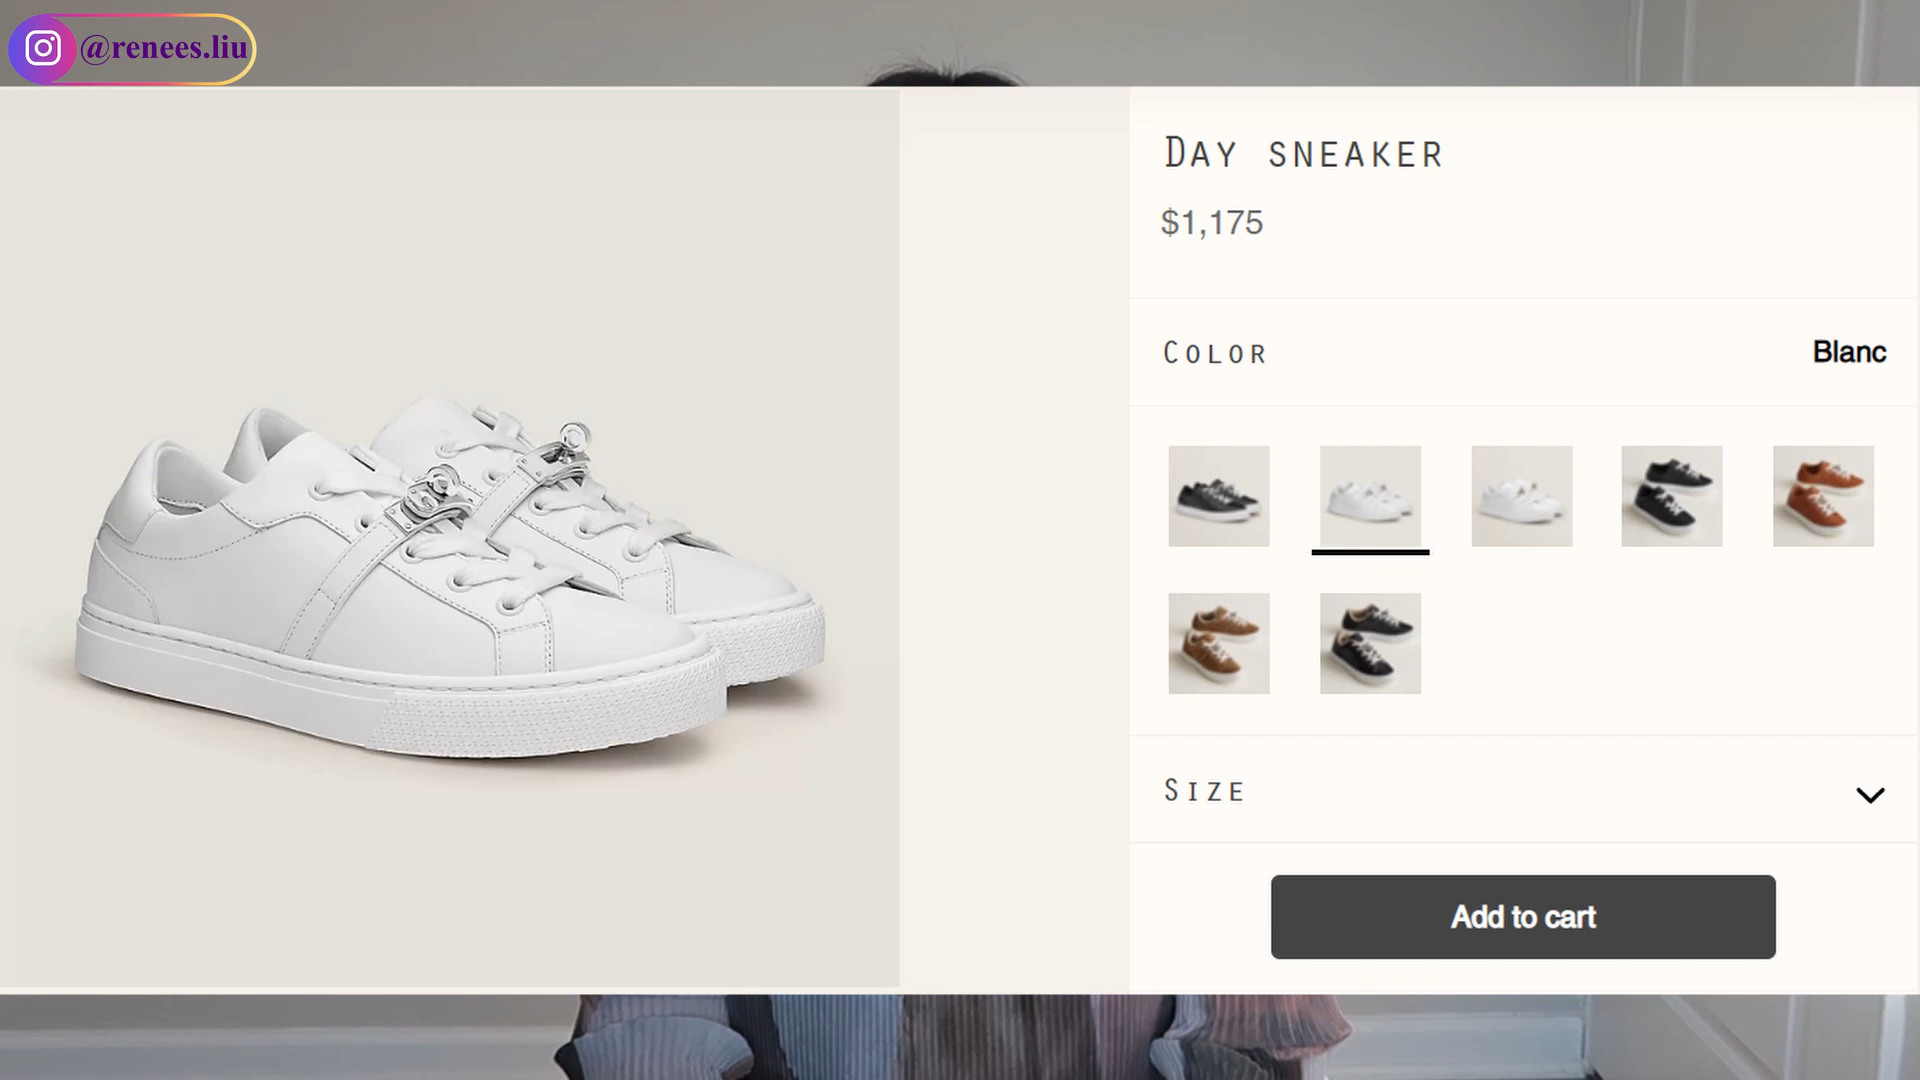 @renees.liu
DAY SNEAKER
$1,175
COLOR
Blanc
SIZE
Add to cart